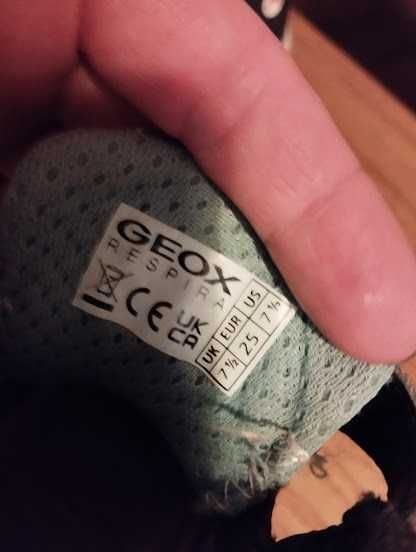 GEOX
RESPIRA
CE UK
CA
UK EUR US
7½ 25 7½